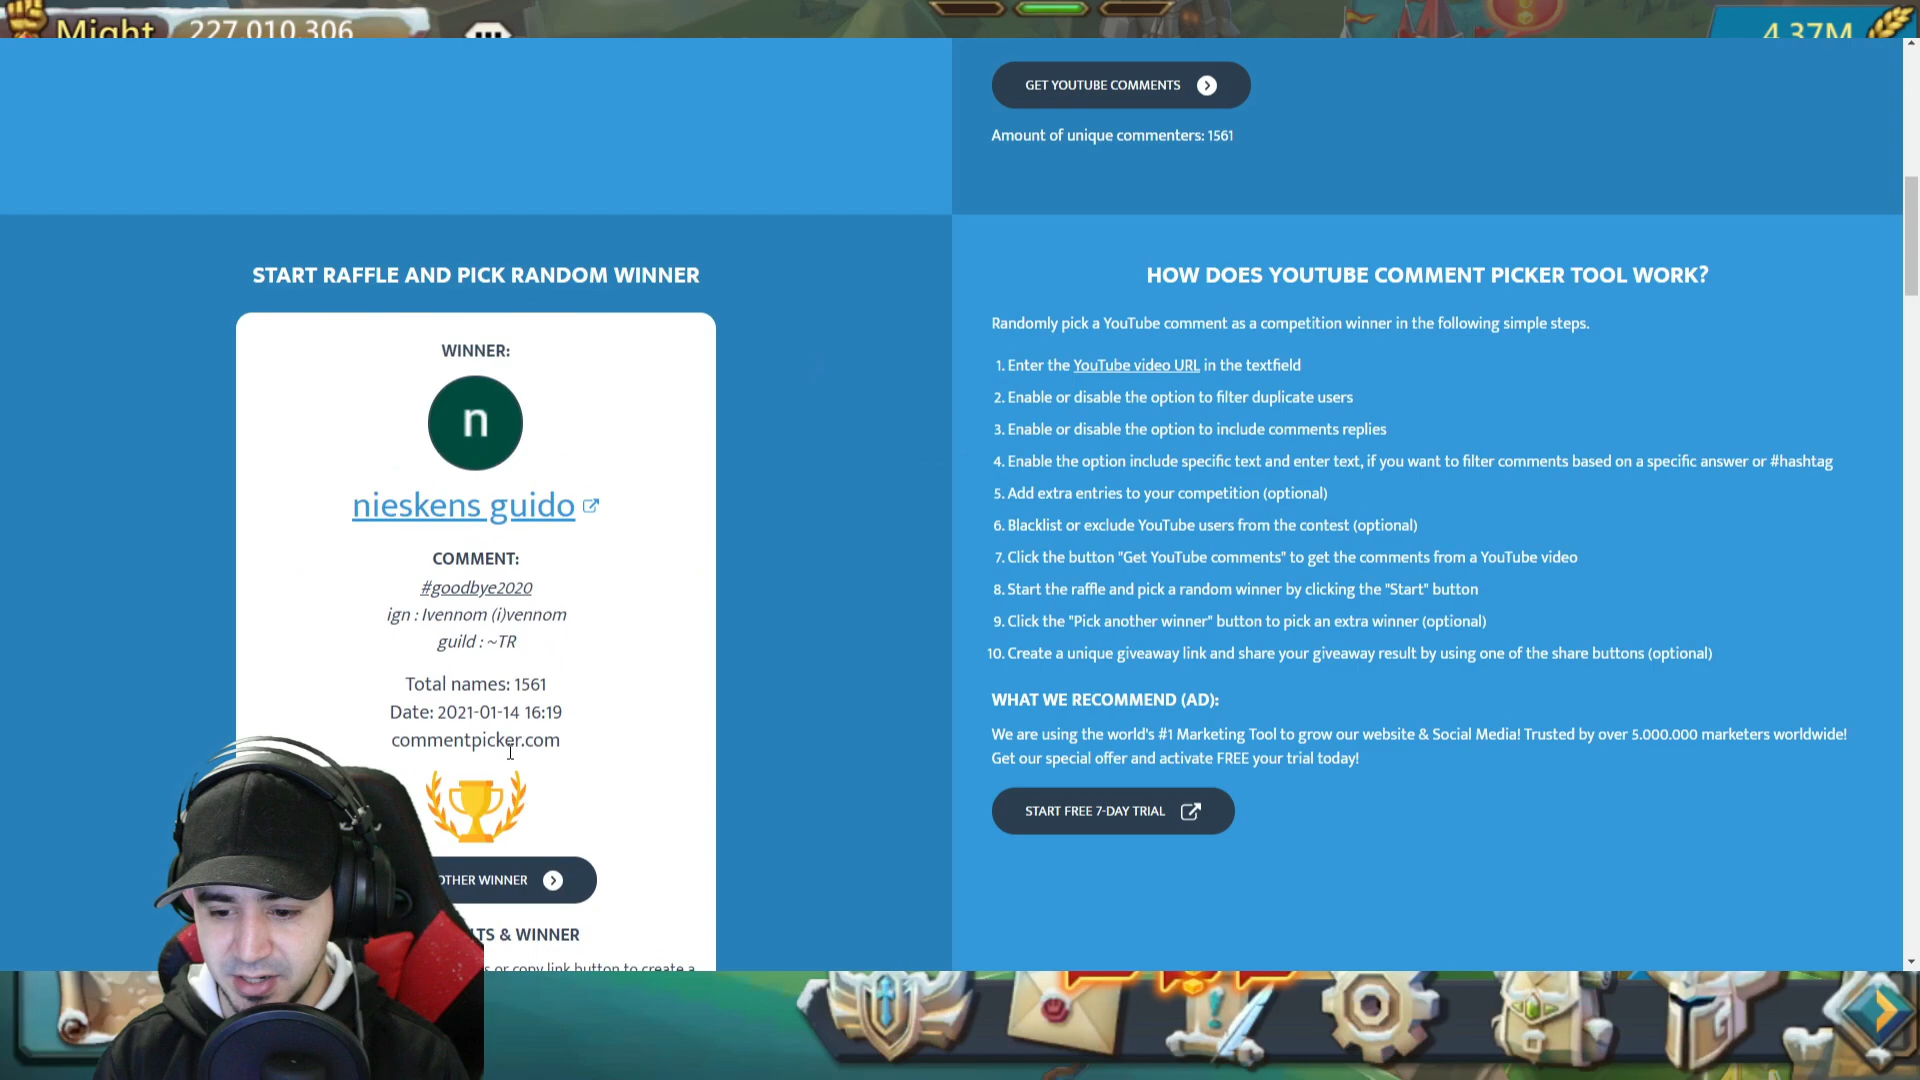 Might 227,010,306
4.37M
GET YOUTUBE COMMENTS
Amount of unique commenters: 1561
START RAFFLE AND PICK RANDOM WINNER
WINNER:
n
nieskens guido
COMMENT:
#goodbye2020
ign : Ivennom (i)vennom
guild : ~TR
Total names: 1561
Date: 2021-01-14 16:19
commentpicker.com
OTHER WINNER
LTS & WINNER
s or copy link button to create a
HOW DOES YOUTUBE COMMENT PICKER TOOL WORK?
Randomly pick a YouTube comment as a competition winner in the following simple steps.
1. Enter the YouTube video URL in the textfield
2. Enable or disable the option to filter duplicate users
3. Enable or disable the option to include comments replies
4. Enable the option include specific text and enter text, if you want to filter comments based on a specific answer or #hashtag
5. Add extra entries to your competition (optional)
6. Blacklist or exclude YouTube users from the contest (optional)
7. Click the button "Get YouTube comments" to get the comments from a YouTube video
8. Start the raffle and pick a random winner by clicking the "Start" button
9. Click the "Pick another winner" button to pick an extra winner (optional)
10. Create a unique giveaway link and share your giveaway result by using one of the share buttons (optional)
WHAT WE RECOMMEND (AD):
We are using the world's #1 Marketing Tool to grow our website & Social Media! Trusted by over 5.000.000 marketers worldwide!
Get our special offer and activate FREE your trial today!
START FREE 7-DAY TRIAL